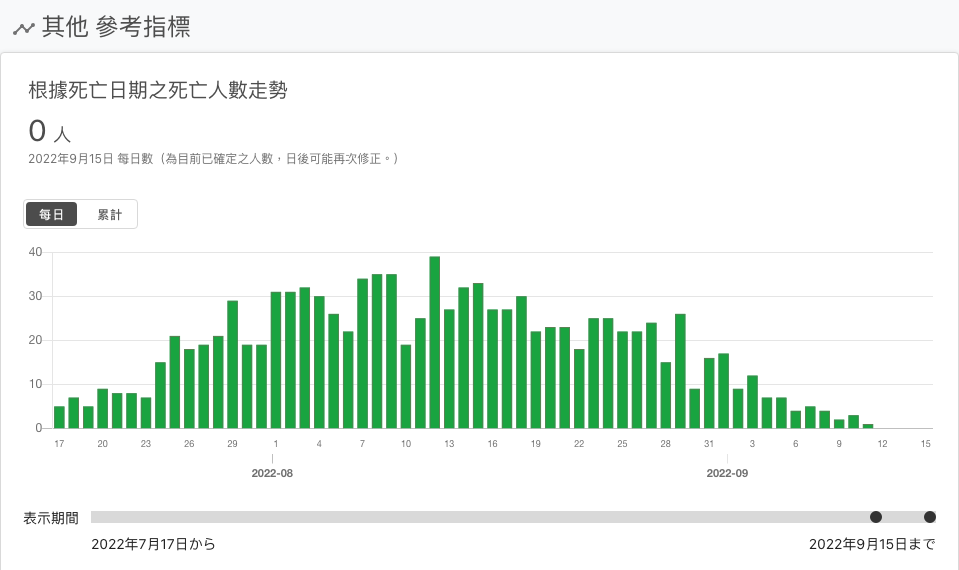 其他 參考指標
根據死亡日期之死亡人數走勢
0 人
2022年9月15日 每日數（為目前已確定之人數，日後可能再次修正。）
每日 累計
40
30
20
10
0
17 20 23 26 29 1 4 7 10 13 16 19 22 25 28 31 3 6 9 12 15
2022-08 2022-09
表示期間
2022年7月17日から 2022年9月15日まで